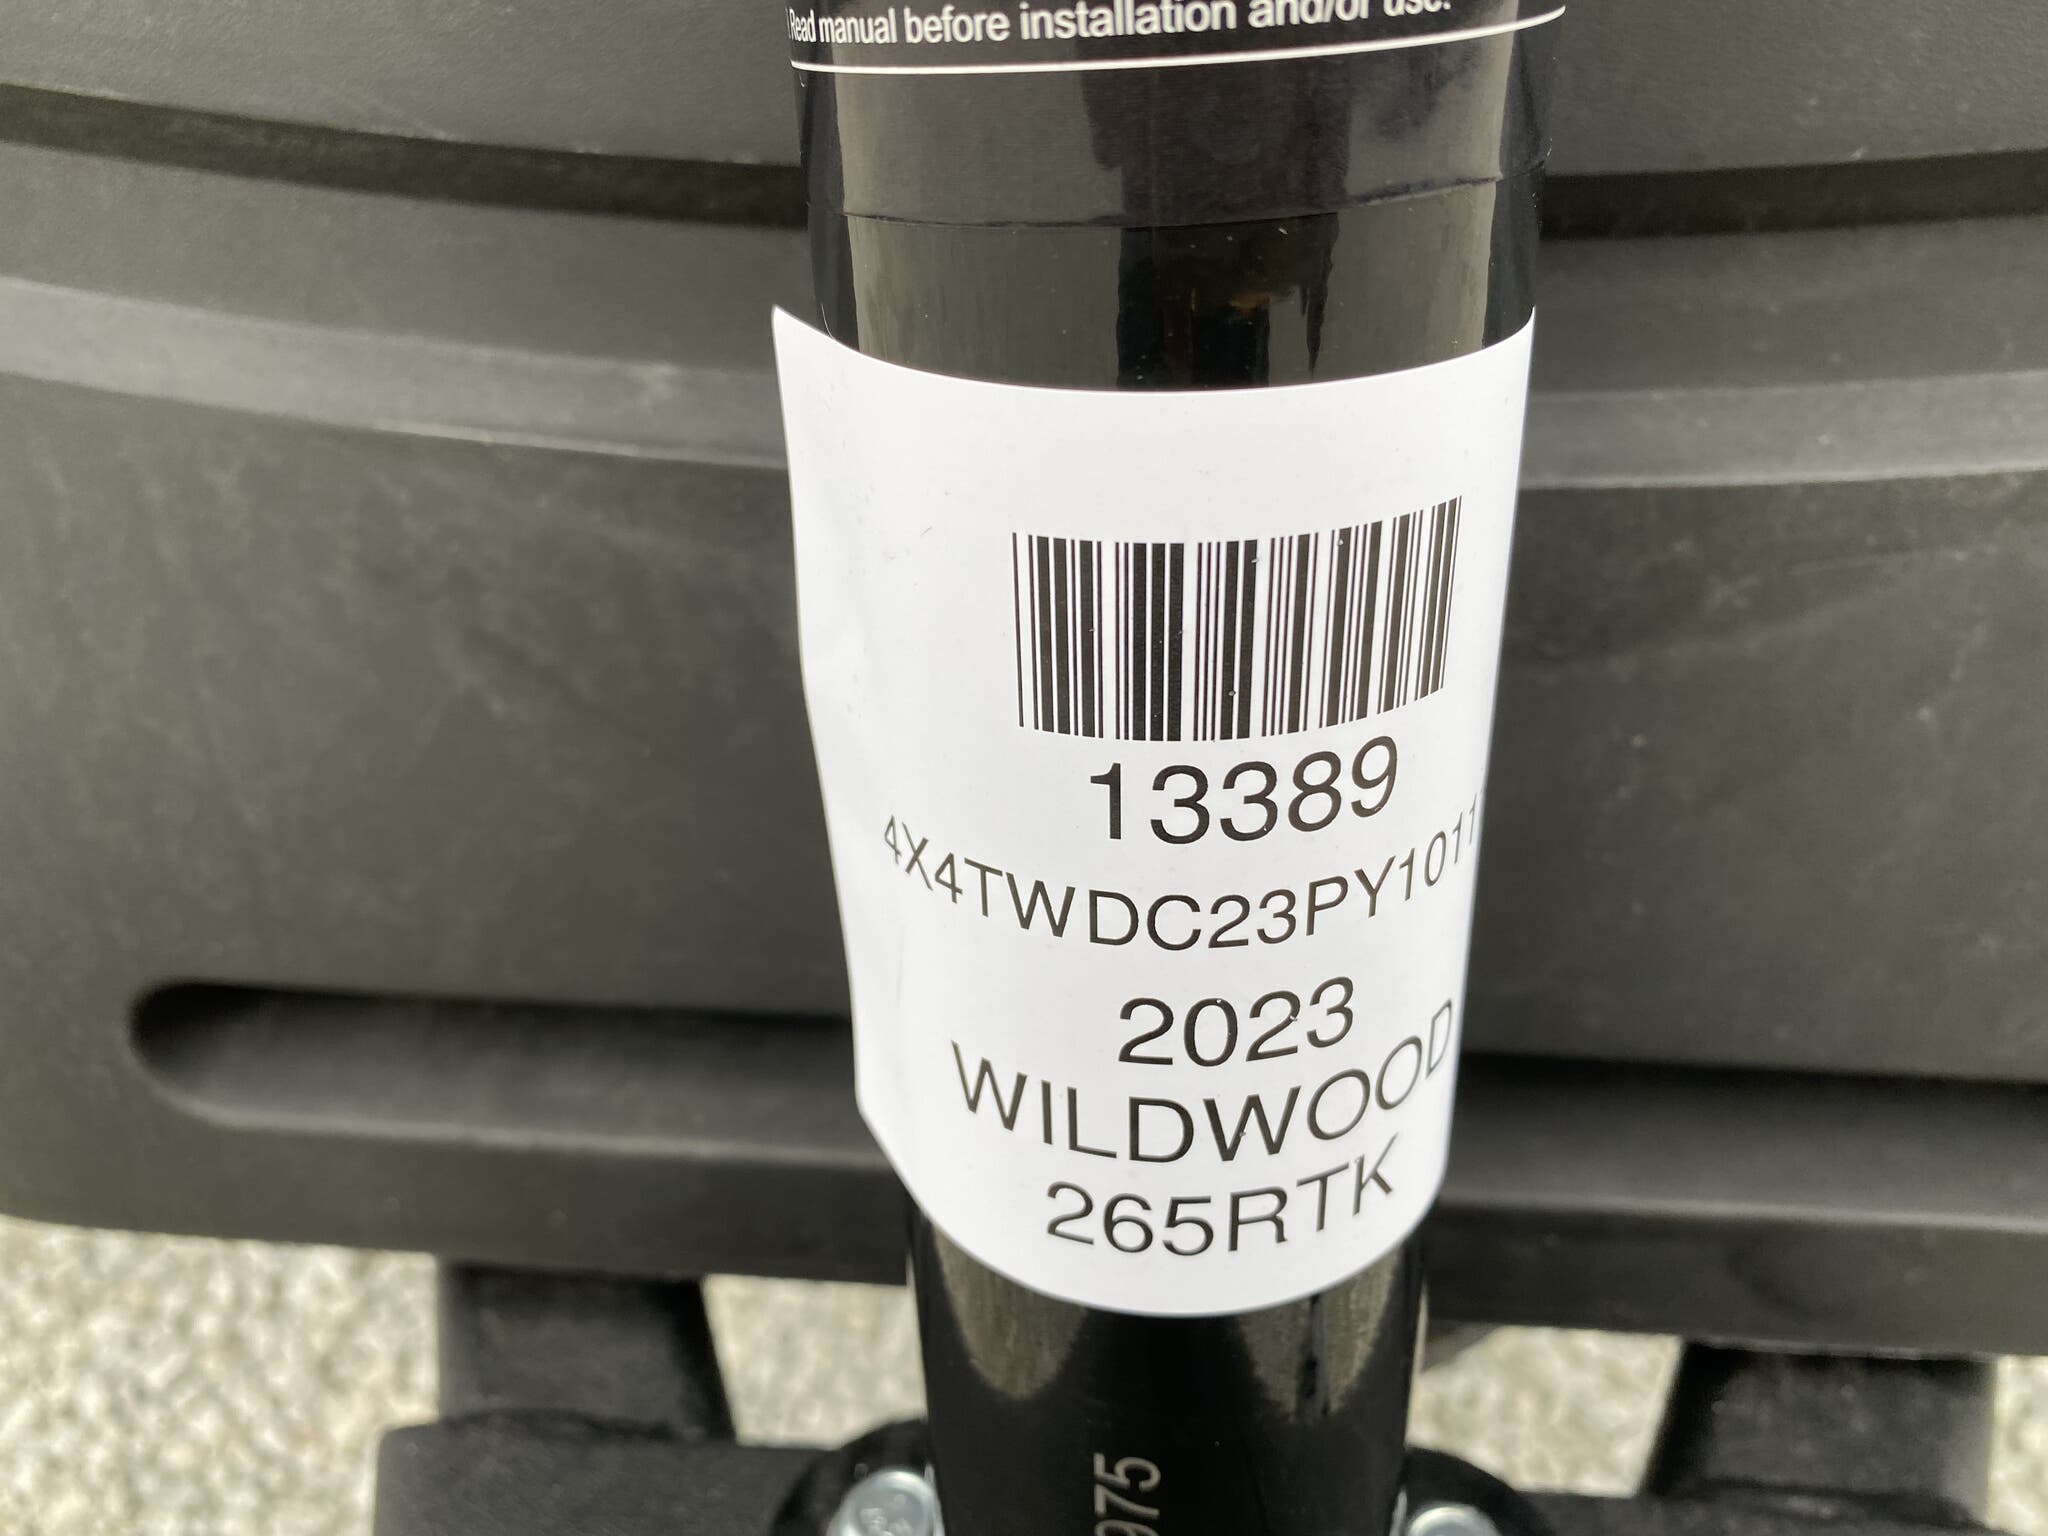 Read manual before installation and/or use.
13389
4X4TWDC23PY1011
2023
WILDWOOD
265RTK
975